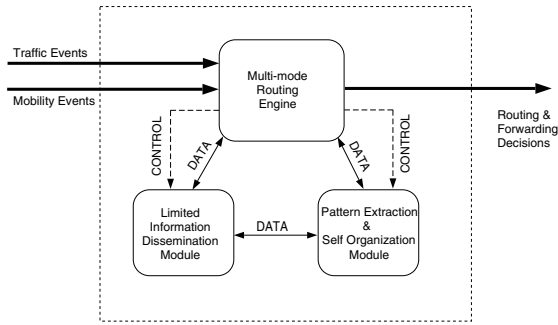 Traffic Events
Mobility Events
Multi-mode
Routing
Engine
Routing &
Forwarding
Decisions
CONTROL
DATA
DATA
CONTROL
Limited
Information
Dissemination
Module
DATA
Pattern Extraction
&
Self Organization
Module